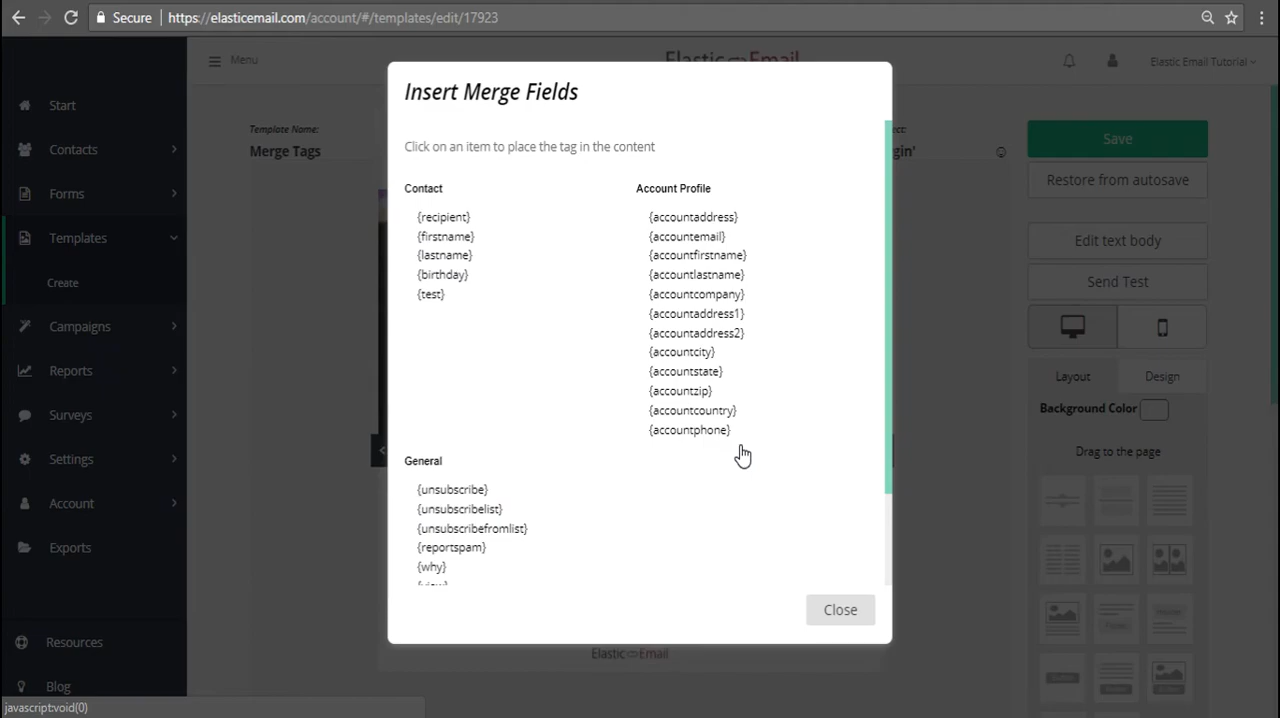 Secure
https://elasticemail.com/account/#/templates/edit/17923
Menu
Elastic Email
Elastic Email Tutorial
Start
Contacts
Forms
Templates
Create
Campaigns
Reports
Surveys
Settings
Account
Exports
Resources
Blog
javascript:void(0)
Template Name:
Merge Tags
Insert Merge Fields
Click on an item to place the tag in the content
Contact
{recipient}
{firstname}
{lastname}
{birthday}
{test}
Account Profile
{accountaddress}
{accountemail}
{accountfirstname}
{accountlastname}
{accountcompany}
{accountaddress1}
{accountaddress2}
{accountcity}
{accountstate}
{accountzip}
{accountcountry}
{accountphone}
General
{unsubscribe}
{unsubscribelist}
{unsubscribefromlist}
{reportspam}
{why}
{view}
Close
Elastic Email
Save
Restore from autosave
Edit text body
Send Test
Layout
Design
Background Color
Drag to the page